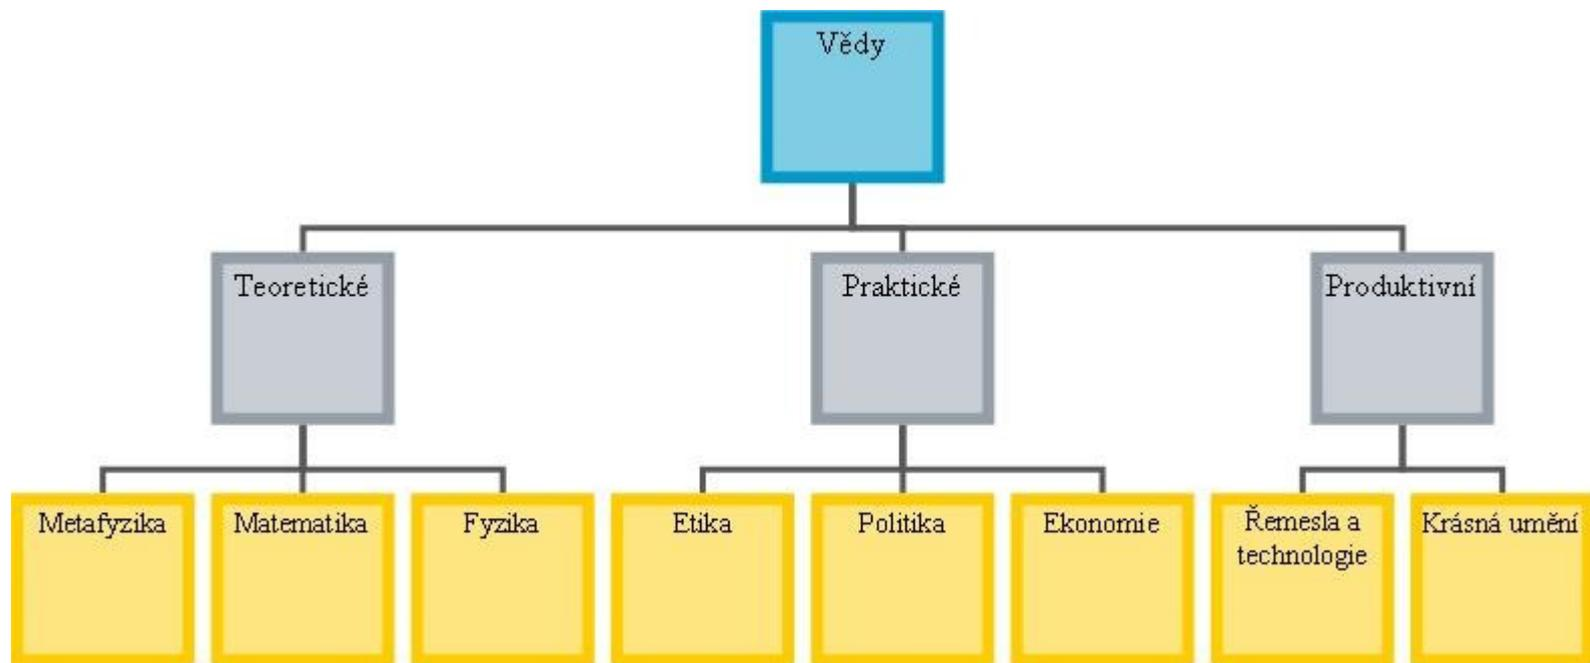 Vědy
Teoretické
Praktické
Produktivní
Metafyzika
Matematika
Fyzika
Etika
Politika
Ekonomie
Řemesla a
technologie
Krásná umění